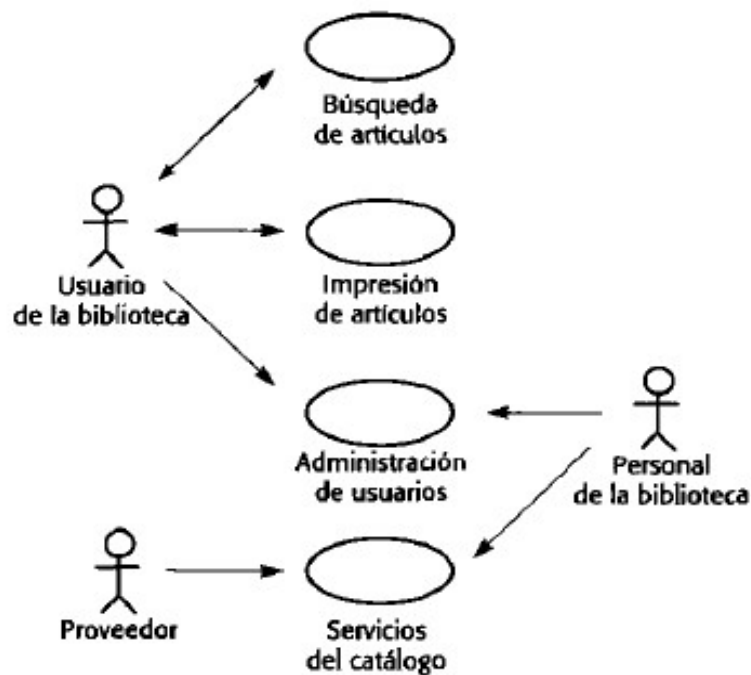 Búsqueda
de artículos
Usuario
de la biblioteca
Impresión
de artículos
Administración
de usuarios
Personal
de la biblioteca
Proveedor
Servicios
del catálogo